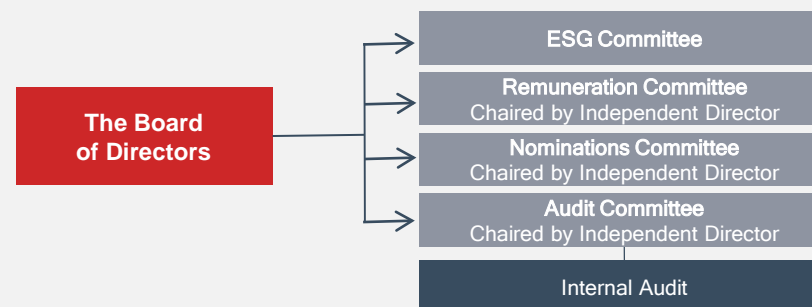 The Board
of Directors
ESG Committee
Remuneration Committee
Chaired by Independent Director
Nominations Committee
Chaired by Independent Director
Audit Committee
Chaired by Independent Director
Internal Audit